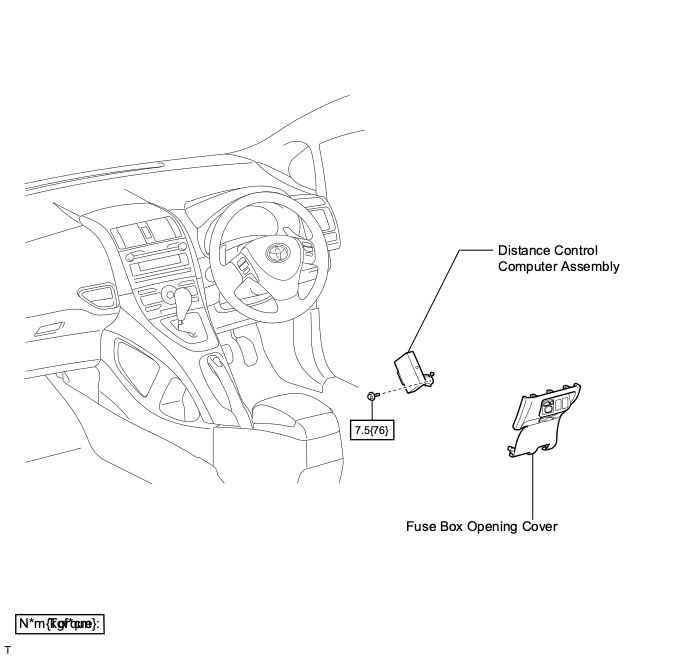 Distance Control
Computer Assembly
7.5{76}
Fuse Box Opening Cover
T